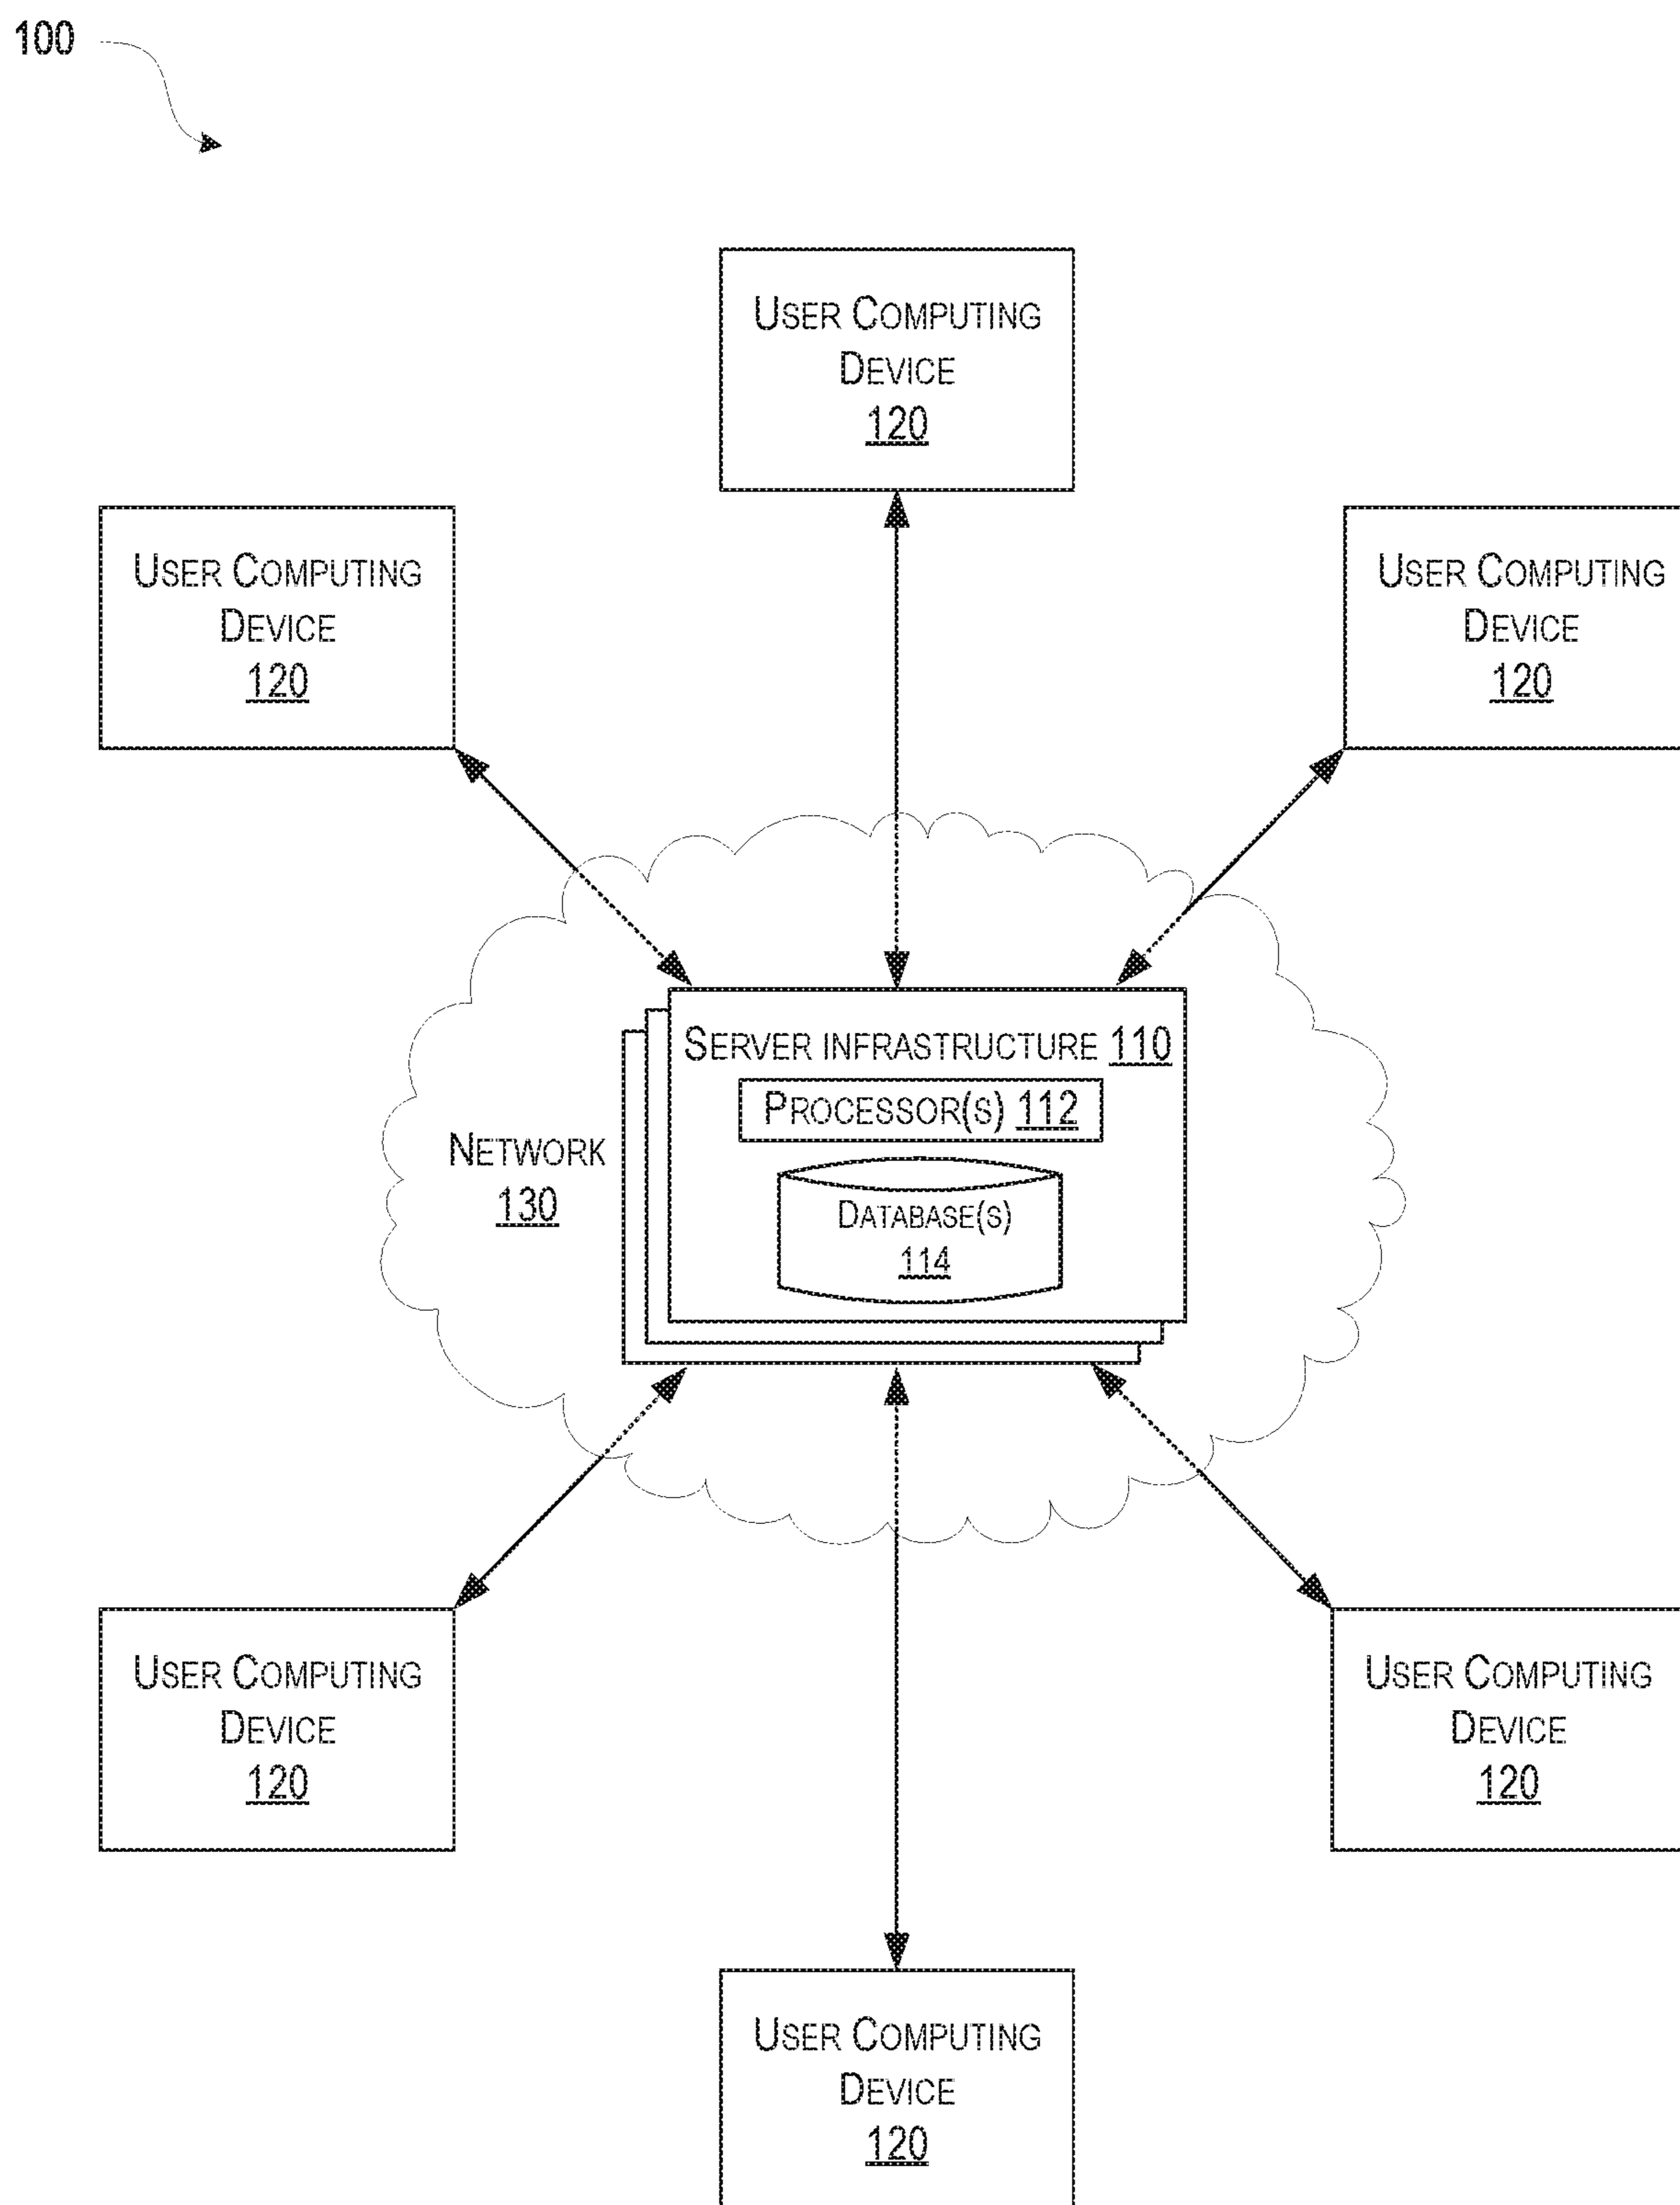 100
User Computing
Device
120
User Computing
Device
120
User Computing
Device
120
Server infrastructure 110
Processor(s) 112
Network
130
Database(s)
114
User Computing
Device
120
User Computing
Device
120
User Computing
Device
120